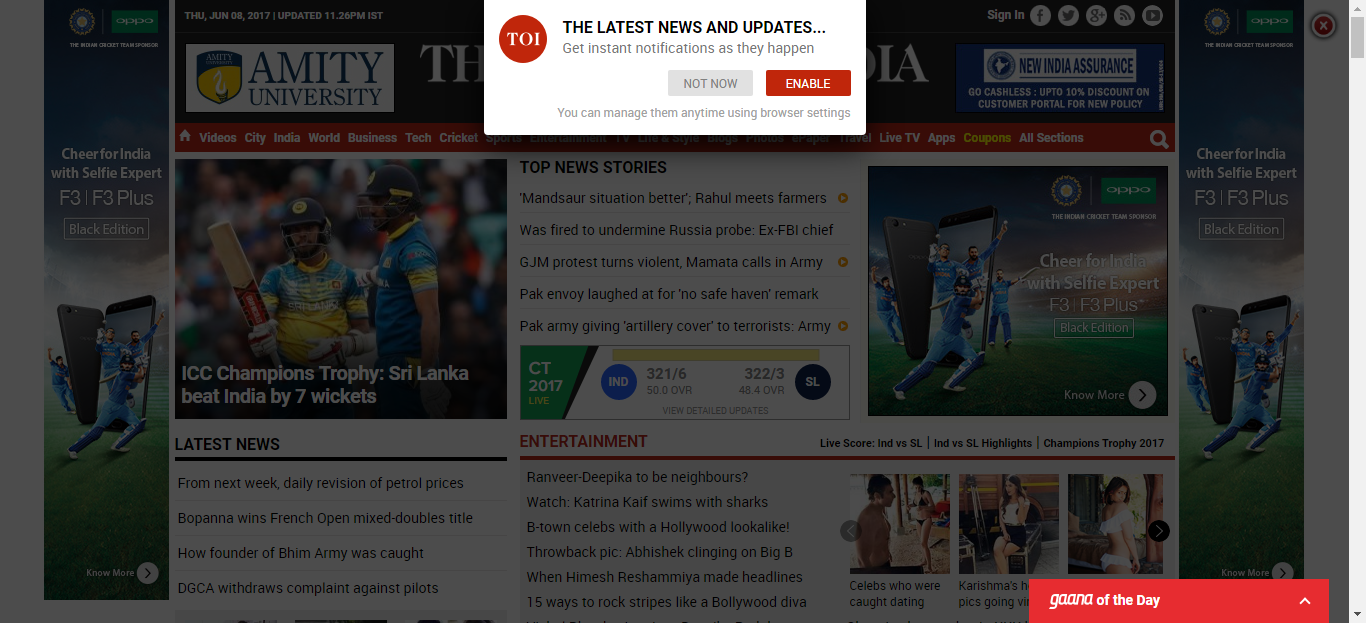 THU, JUN 08, 2017 | UPDATED 11.26PM IST
Sign In
THE INDIAN CRICKET TEAM SPONSOR
oppo
AMITY
UNIVERSITY
TOI
THE LATEST NEWS AND UPDATES...
Get instant notifications as they happen
NOT NOW
ENABLE
You can manage them anytime using browser settings
NEW INDIA ASSURANCE
GO CASHLESS : UPTO 10% DISCOUNT ON
CUSTOMER PORTAL FOR NEW POLICY
Videos City India World Business Tech Cricket Sports Entertainment TV Life & Style Blogs Photos ePaper Travel Live TV Apps Coupons All Sections
Cheer for India
with Selfie Expert
F3 | F3 Plus
Black Edition
Know More
ICC Champions Trophy: Sri Lanka
beat India by 7 wickets
LATEST NEWS
From next week, daily revision of petrol prices
Bopanna wins French Open mixed-doubles title
How founder of Bhim Army was caught
DGCA withdraws complaint against pilots
TOP NEWS STORIES
'Mandsaur situation better'; Rahul meets farmers
Was fired to undermine Russia probe: Ex-FBI chief
GJM protest turns violent, Mamata calls in Army
Pak envoy laughed at for 'no safe haven' remark
Pak army giving 'artillery cover' to terrorists: Army
CT
2017
LIVE
IND
321/6
50.0 OVR
322/3
48.4 OVR
SL
VIEW DETAILED UPDATES
oppo
THE INDIAN CRICKET TEAM SPONSOR
Cheer for India
with Selfie Expert
F3 | F3 Plus
Black Edition
Know More
ENTERTAINMENT
Live Score: Ind vs SL | Ind vs SL Highlights | Champions Trophy 2017
Ranveer-Deepika to be neighbours?
Watch: Katrina Kaif swims with sharks
B-town celebs with a Hollywood lookalike!
Throwback pic: Abhishek clinging on Big B
When Himesh Reshammiya made headlines
15 ways to rock stripes like a Bollywood diva
Celebs who were
caught dating
Karishma's
pics going
gaana of the Day
oppo
THE INDIAN CRICKET TEAM SPONSOR
Cheer for India
with Selfie Expert
F3 | F3 Plus
Black Edition
Know More